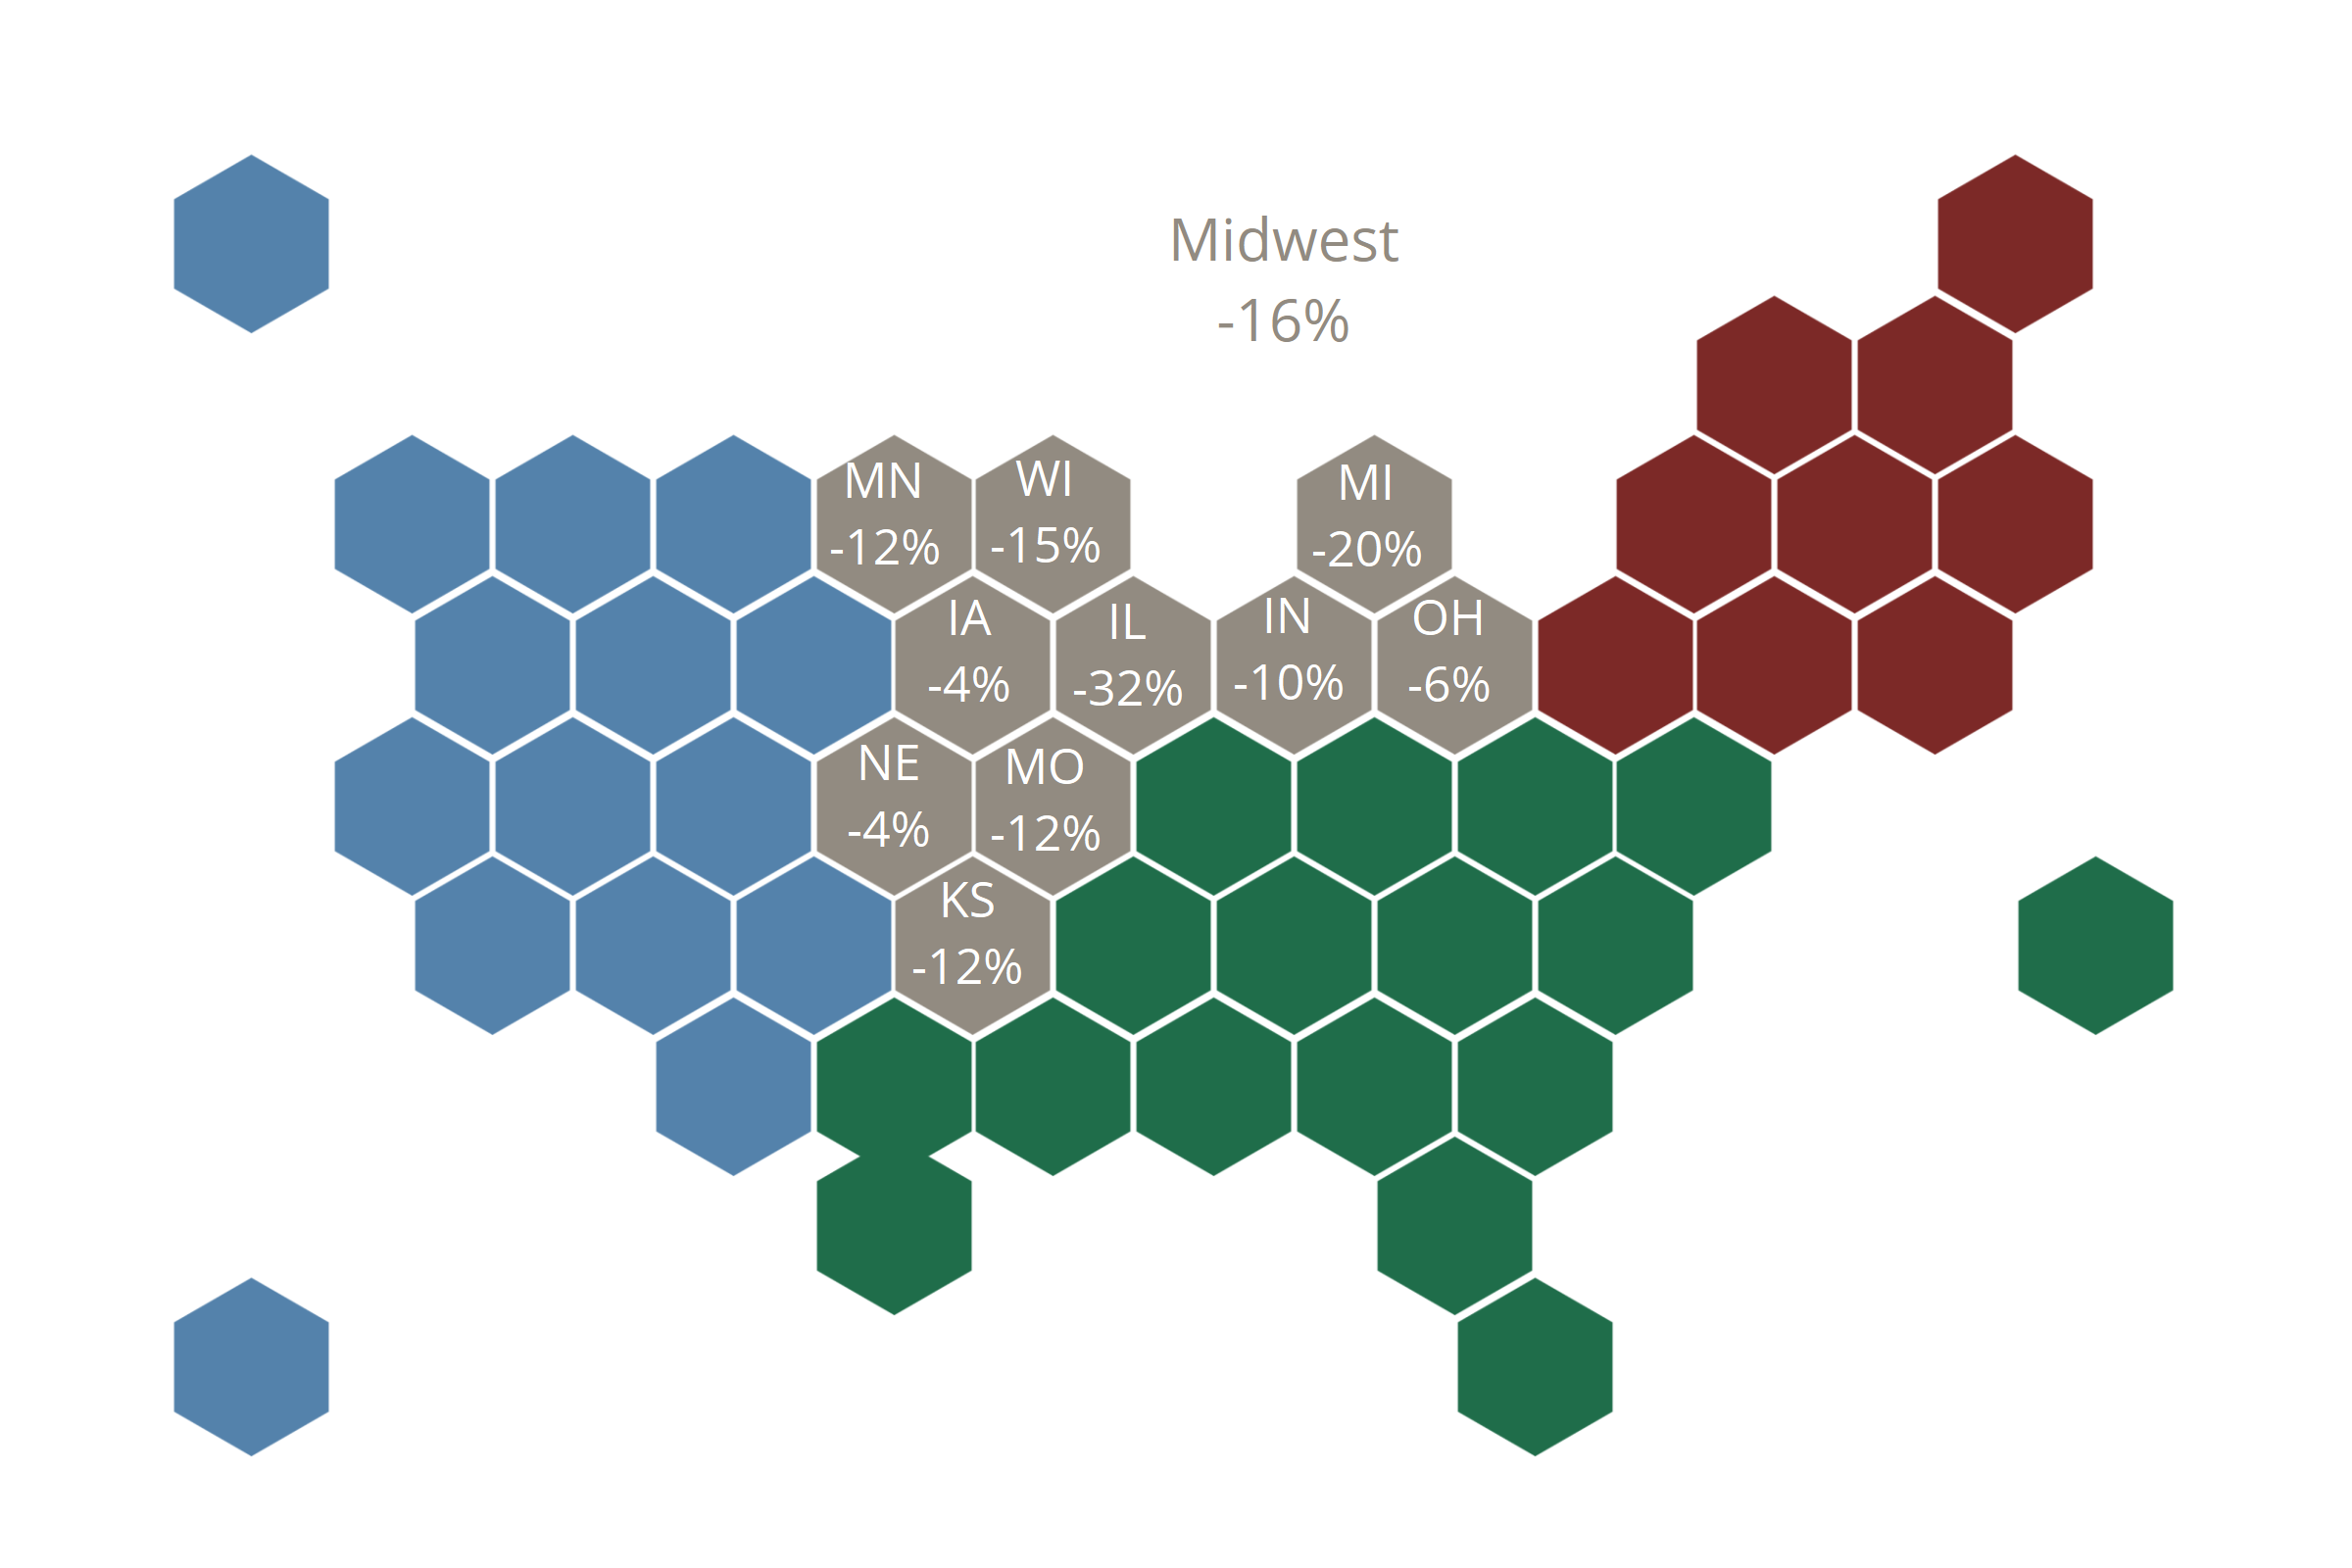 Midwest
-16%
MN
-12%
WI
-15%
MI
-20%
IA
-4%
IL
-32%
IN
-10%
OH
-6%
NE
-4%
MO
-12%
KS
-12%